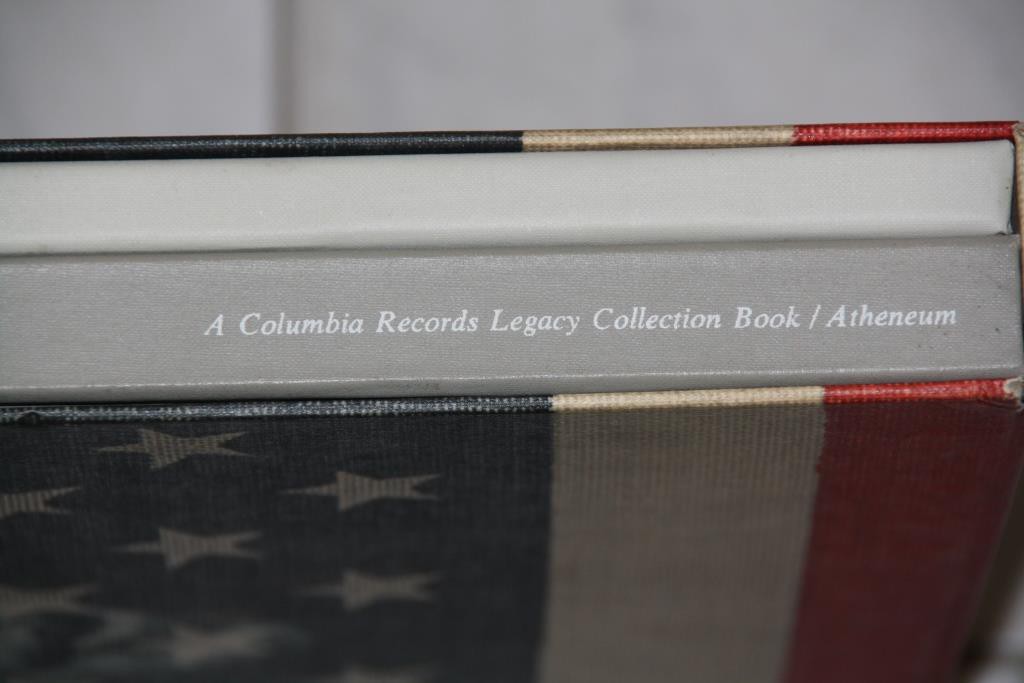 A Columbia Records Legacy Collection Book / Atheneum